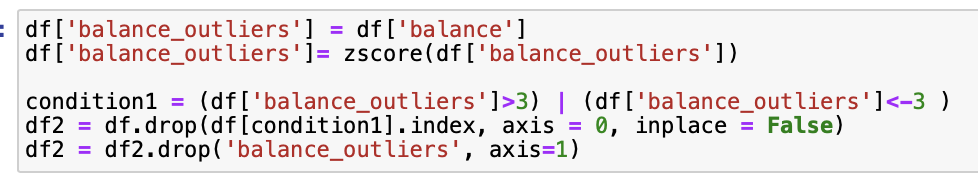 df['balance_outliers'] = df['balance']
df['balance_outliers']= zscore(df['balance_outliers'])
condition1 = (df['balance_outliers']>3) | (df['balance_outliers']<-3 )
df2 = df.drop(df[condition1].index, axis = 0, inplace = False)
df2 = df2.drop('balance_outliers', axis=1)